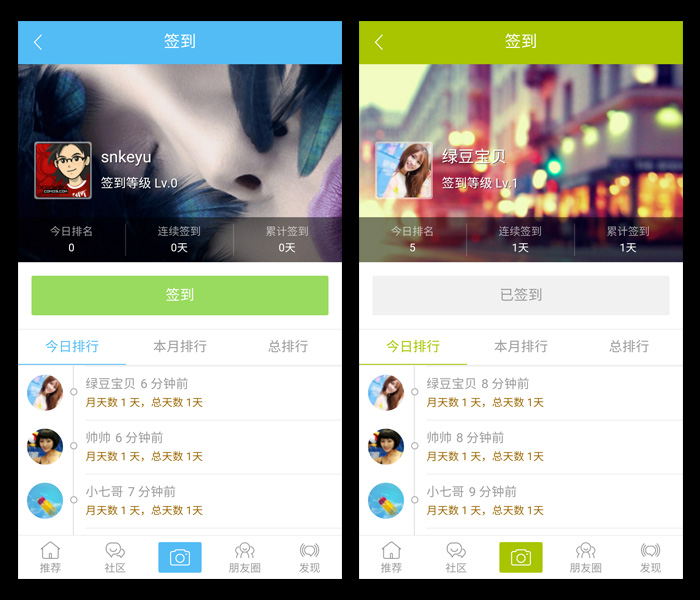 签到
snkeyu
签到等级 Lv.0
今日排名 连续签到 累计签到
0 0天 0天
签到
今日排行 本月排行 总排行
绿豆宝贝 6 分钟前
月天数 1 天，总天数 1天
帅帅 6 分钟前
月天数 1 天，总天数 1天
小七哥 7 分钟前
月天数 1 天，总天数 1天
推荐 社区 朋友圈 发现
签到
绿豆宝贝
签到等级 Lv.1
今日排名 连续签到 累计签到
5 1天 1天
已签到
今日排行 本月排行 总排行
绿豆宝贝 8 分钟前
月天数 1 天，总天数 1天
帅帅 8 分钟前
月天数 1 天，总天数 1天
小七哥 9 分钟前
月天数 1 天，总天数 1天
推荐 社区 朋友圈 发现